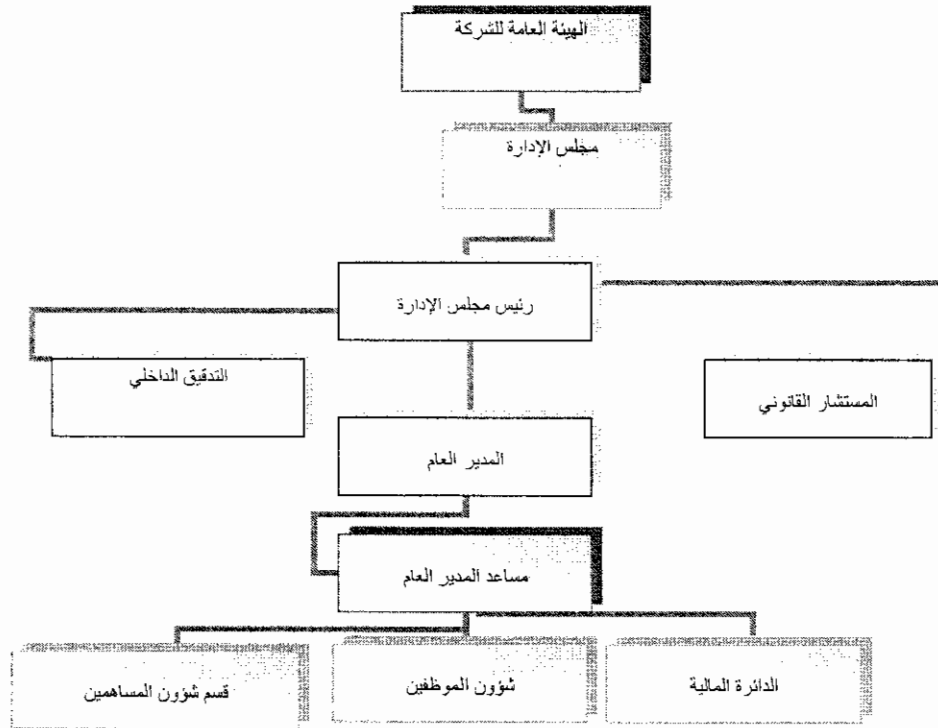 الهيئة العامة للشركة
مجلس الإدارة
رئيس مجلس الإدارة
المستشار القانوني
التدقيق الداخلي
المدير العام
مساعد المدير العام
الدائرة المالية
شؤون الموظفين
قسم شؤون المساهمين